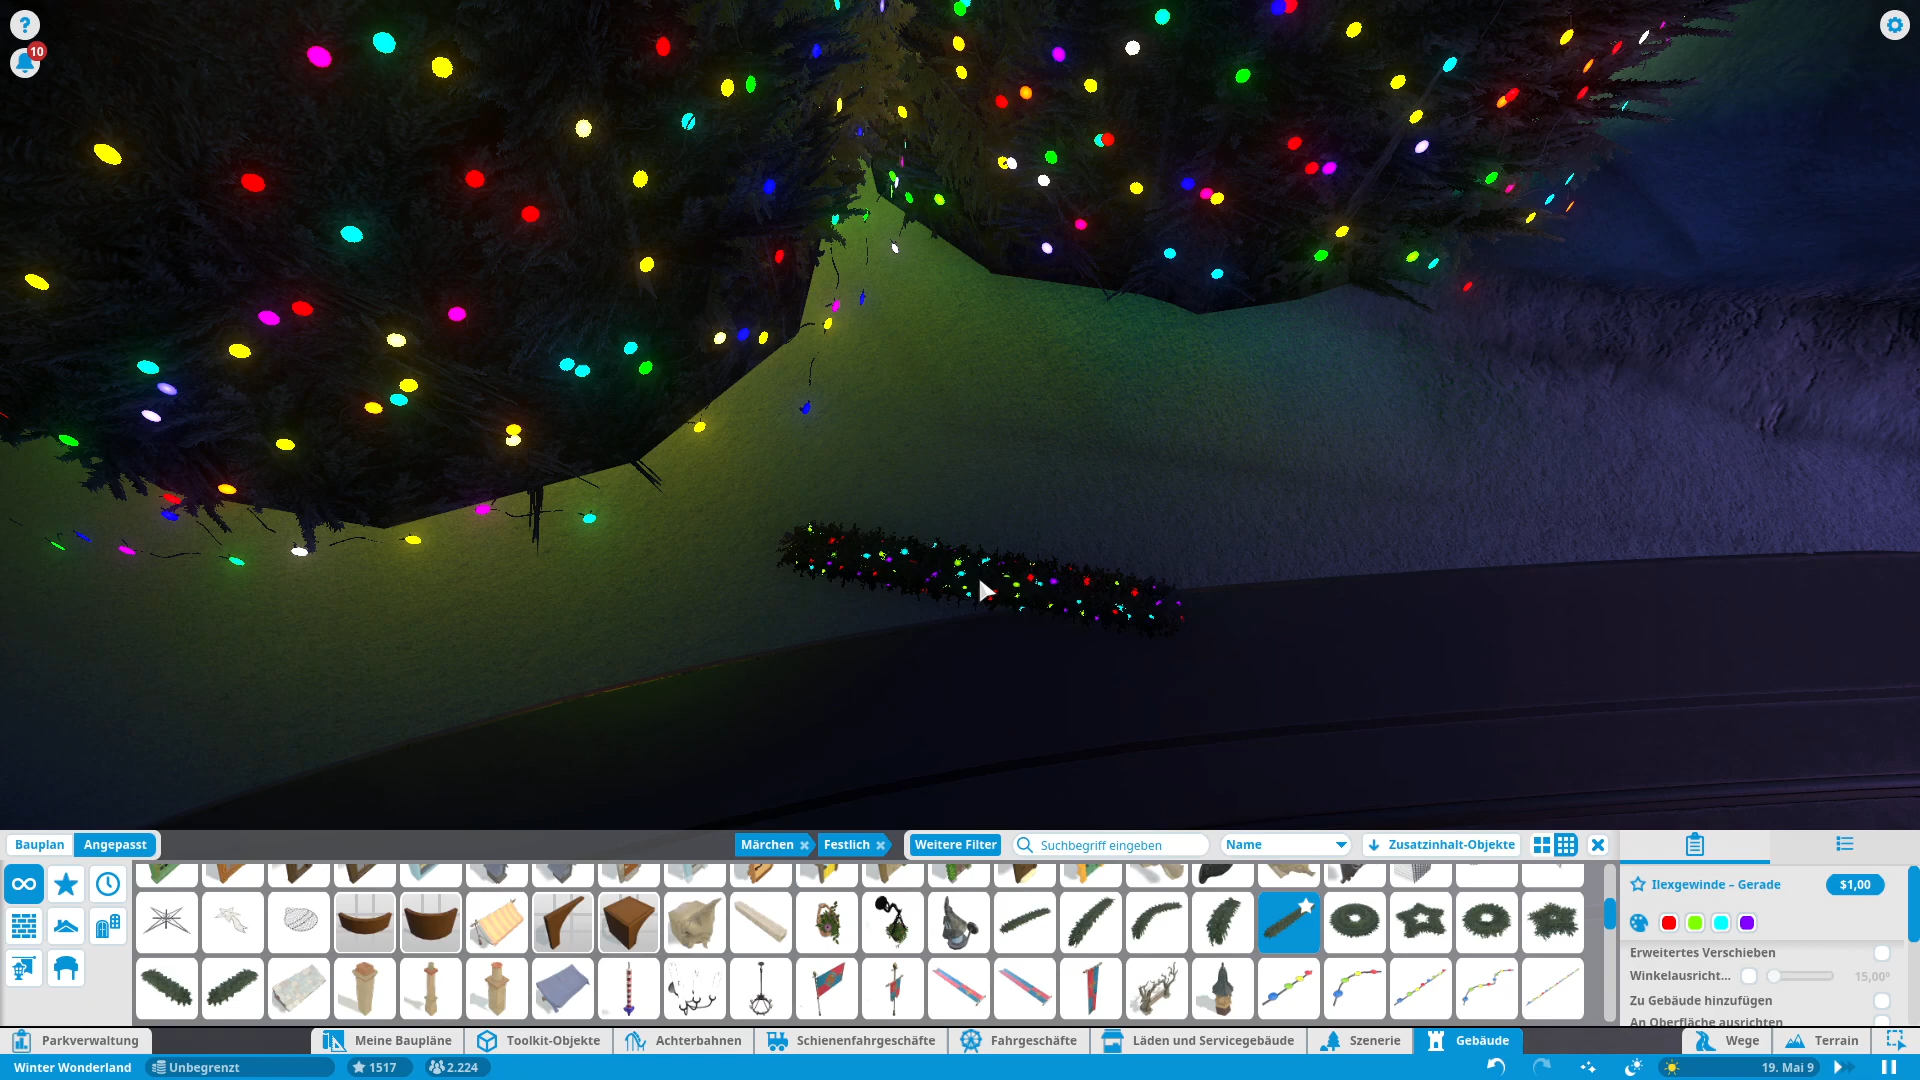 ?
10
Bauplan Angepasst
Märchen Festlich Weitere Filter Suchbegriff eingeben Name Zusatzinhalt-Objekte
Ilexgewinde – Gerade $1,00
Erweitertes Verschieben
Winkelausricht... 15,00°
Zu Gebäude hinzufügen
An Oberfläche ausrichten
Parkverwaltung Meine Baupläne Toolkit-Objekte Achterbahnen Schienenfahrgeschäfte Fahrgeschäfte Läden und Servicegebäude Szenerie Gebäude Wege Terrain
Winter Wonderland Unbegrenzt 1517 2.224 19. Mai 9